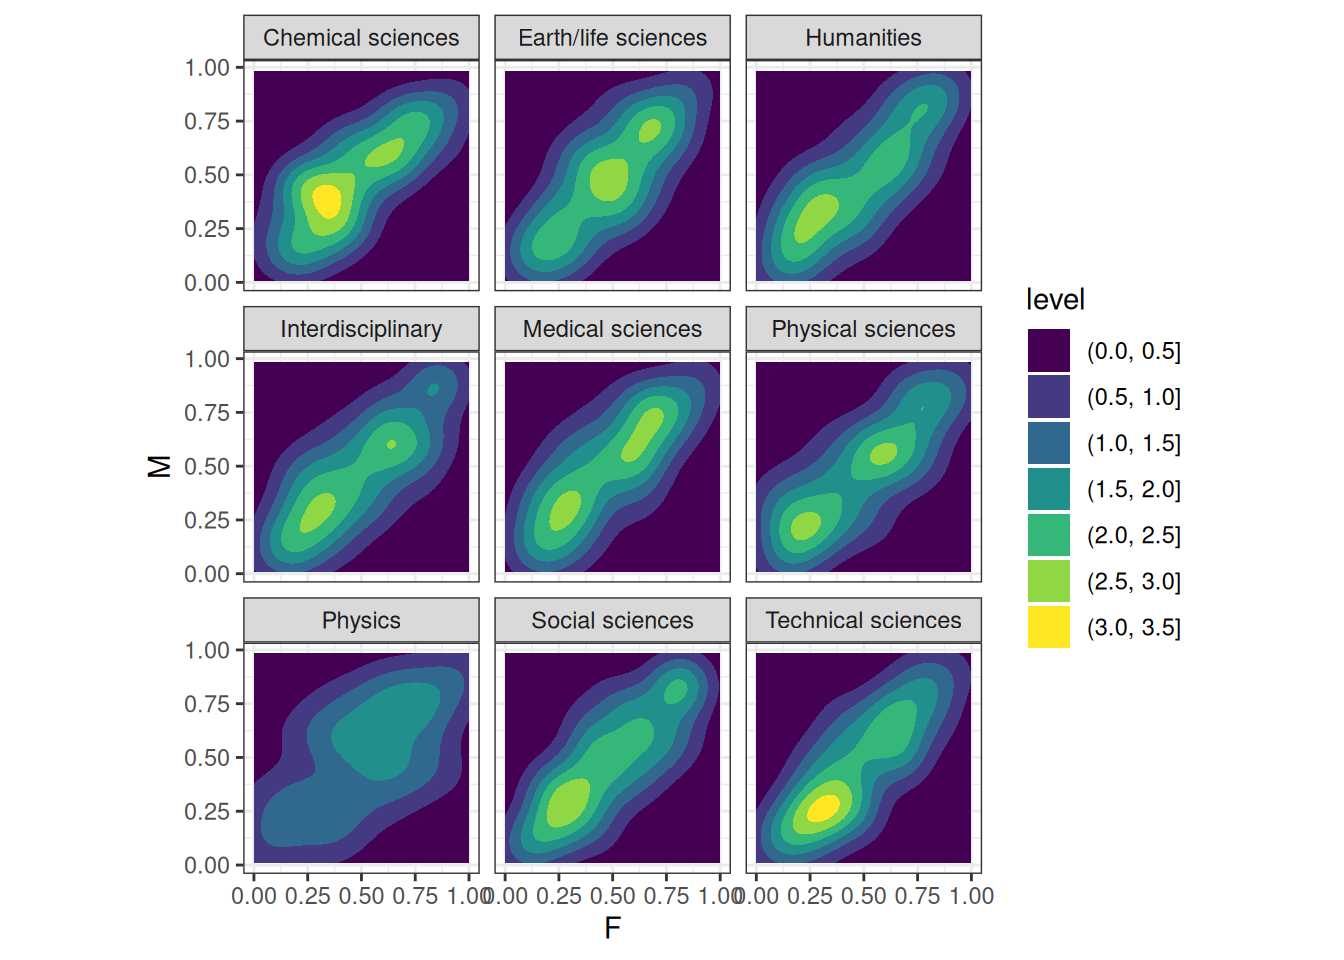 Chemical sciences
Earth/life sciences
Humanities
1.00
0.75
0.50
0.25
0.00
Interdisciplinary
Medical sciences
Physical sciences
1.00
0.75
0.50
0.25
0.00
Physics
Social sciences
Technical sciences
1.00
0.75
0.50
0.25
0.00
0.00 0.25 0.50 0.75 1.00
0.00 0.25 0.50 0.75 1.00
0.00 0.25 0.50 0.75 1.00
F
M
level
(0.0, 0.5]
(0.5, 1.0]
(1.0, 1.5]
(1.5, 2.0]
(2.0, 2.5]
(2.5, 3.0]
(3.0, 3.5]